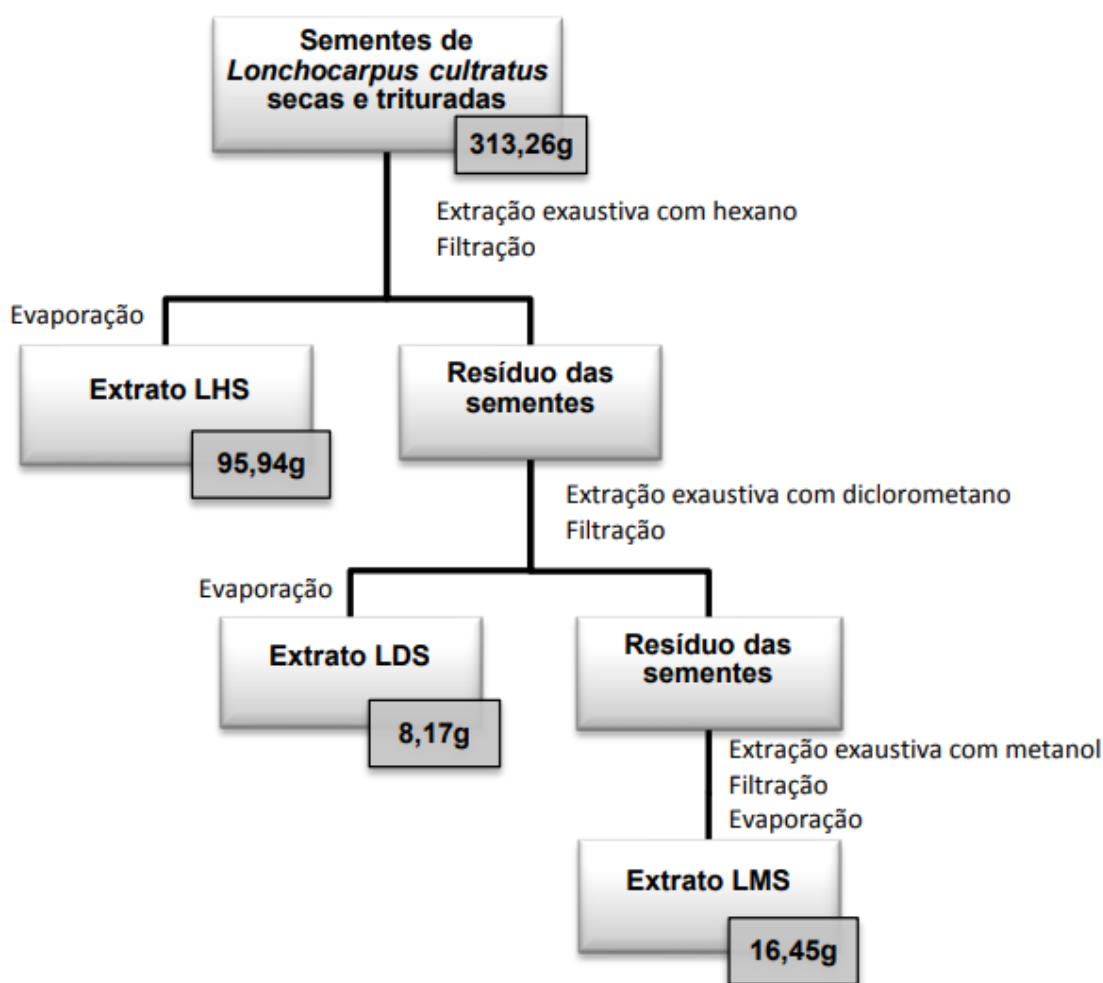 Sementes de
Lonchocarpus cultratus
secas e trituradas
313,26g
Extração exaustiva com hexano
Filtração
Evaporação
Extrato LHS
95,94g
Resíduo das
sementes
Extração exaustiva com diclorometano
Filtração
Evaporação
Extrato LDS
8,17g
Resíduo das
sementes
Extração exaustiva com metanol
Filtração
Evaporação
Extrato LMS
16,45g